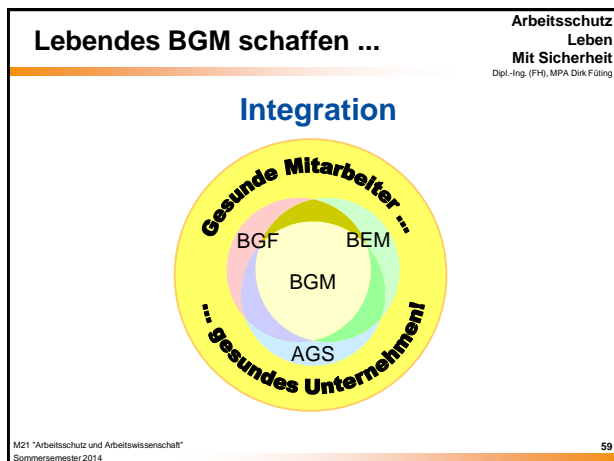 Lebendes BGM schaffen ...
Arbeitsschutz
Leben
Mit Sicherheit
Dipl.-Ing. (FH), MPA Dirk Füting
Integration
Gesunde Mitarbeiter ...
BGF
BEM
BGM
AGS
... gesundes Unternehmen!
M21 "Arbeitsschutz und Arbeitswissenschaft"
Sommersemester 2014
59